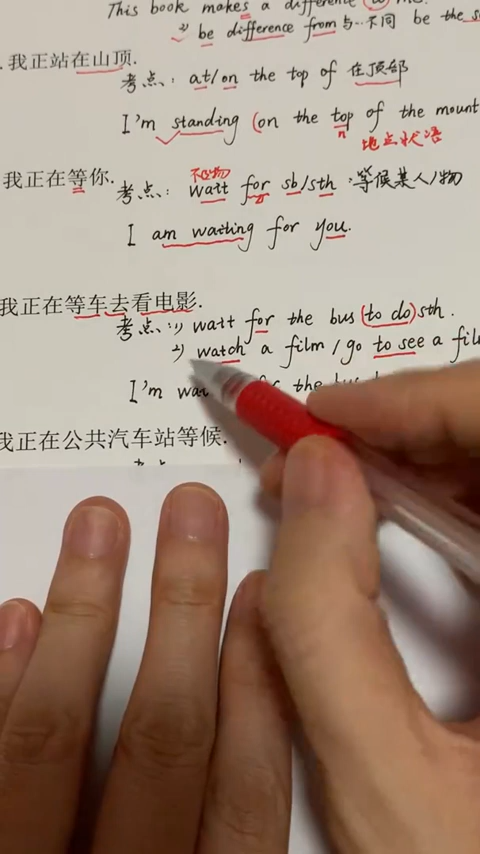 This book makes a difference to me.
2) be difference from 与…不同 be the s
我正站在山顶.
考点: at/on the top of 在顶部
I'm standing (on the top of the mount
地点状语
我正在等你.
不及物
考点: wait for sb/sth :等候某人/物
I am waiting for you.
我正在等车去看电影.
考点: 1) wait for the bus (to do) sth.
2) watch a film/go to see a fil
I'm wa the bus
我正在公共汽车站等候.